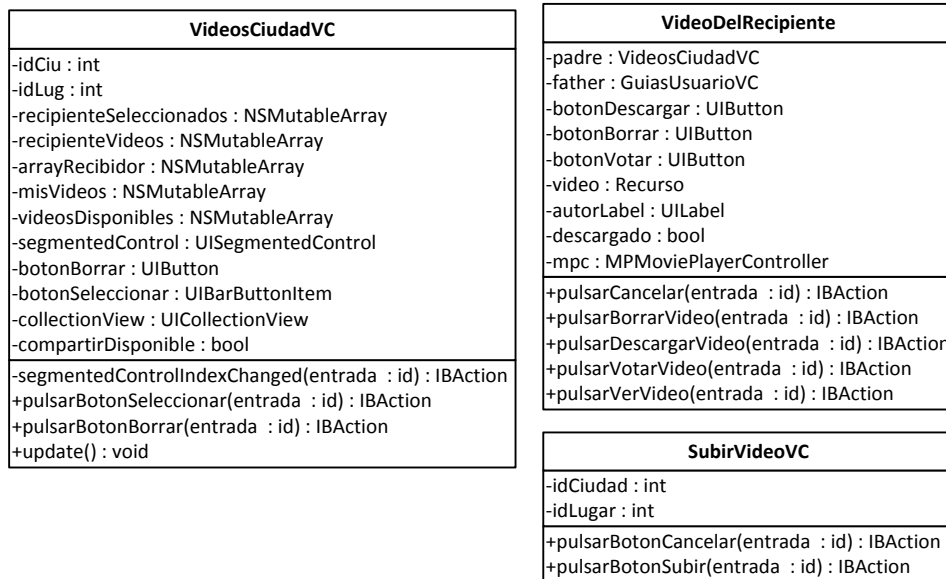 VideosCiudadVC
-idCiu : int
-idLug : int
-recipienteSeleccionados : NSMutableArray
-recipienteVideos : NSMutableArray
-arrayRecibidor : NSMutableArray
-misVideos : NSMutableArray
-videosDisponibles : NSMutableArray
-segmentedControl : UISegmentedControl
-botonBorrar : UIButton
-botonSeleccionar : UIBarButtonItem
-collectionView : UICollectionView
-compartirDisponible : bool
-segmentedControlIndexChanged(entrada : id) : IBAction
+pulsarBotonSeleccionar(entrada : id) : IBAction
+pulsarBotonBorrar(entrada : id) : IBAction
+update() : void
VideoDelRecipiente
-padre : VideosCiudadVC
-father : GuiasUsuarioVC
-botonDescargar : UIButton
-botonBorrar : UIButton
-botonVotar : UIButton
-video : Recurso
-autorLabel : UILabel
-descargado : bool
-mpc : MPMoviePlayerController
+pulsarCancelar(entrada : id) : IBAction
+pulsarBorrarVideo(entrada : id) : IBAction
+pulsarDescargarVideo(entrada : id) : IBAction
+pulsarVotarVideo(entrada : id) : IBAction
+pulsarVerVideo(entrada : id) : IBAction
SubirVideoVC
-idCiudad : int
-idLugar : int
+pulsarBotonCancelar(entrada : id) : IBAction
+pulsarBotonSubir(entrada : id) : IBAction